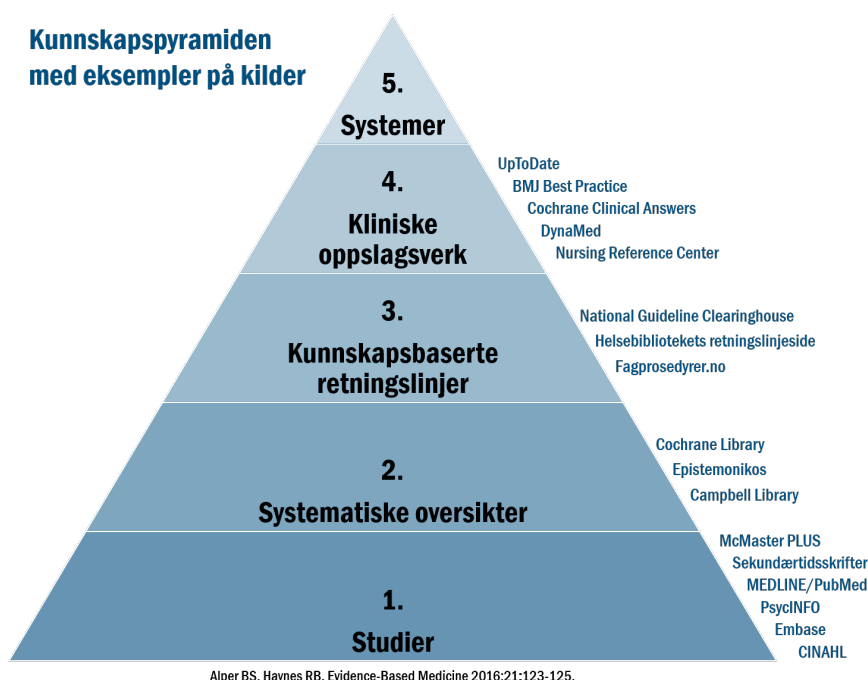 Kunnskapspyramiden
med eksempler på kilder
5.
Systemer
4.
Kliniske
oppslagsverk
UpToDate
BMJ Best Practice
Cochrane Clinical Answers
DynaMed
Nursing Reference Center
3.
Kunnskapsbaserte
retningslinjer
National Guideline Clearinghouse
Helsebibliotekets retningslinjeside
Fagprosedyrer.no
2.
Systematiske oversikter
Cochrane Library
Epistemonikos
Campbell Library
1.
Studier
McMaster PLUS
Sekundærtidsskrifter
MEDLINE/PubMed
PsycINFO
Embase
CINAHL
Alper BS, Haynes RB. Evidence-Based Medicine 2016;21:123-125.